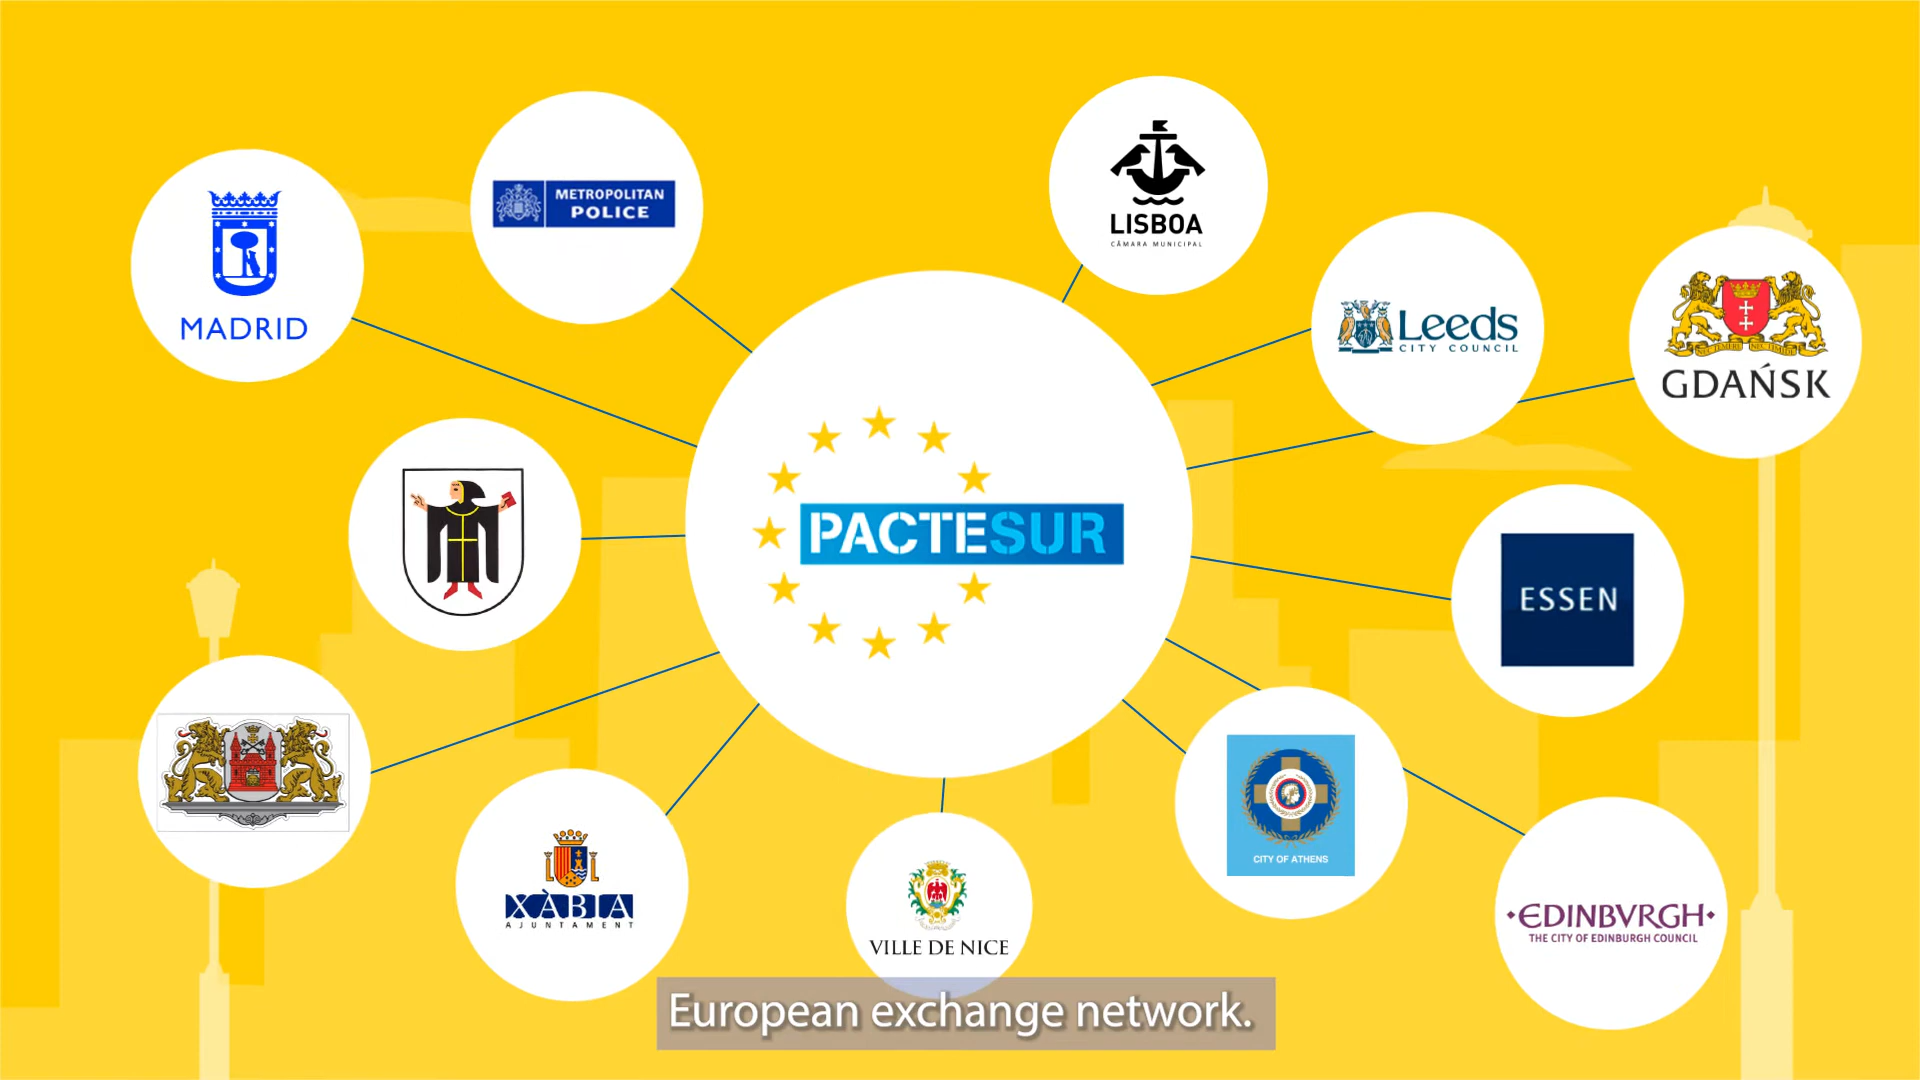 METROPOLITAN
POLICE
LISBOA
CÂMARA MUNICIPAL
MADRID
Leeds
CITY COUNCIL
GDAŃSK
PACTESUR
ESSEN
CITY OF ATHENS
XÀBIA
AJUNTAMENT
VILLE DE NICE
•EDINBVRGH•
THE CITY OF EDINBURGH COUNCIL
European exchange network.